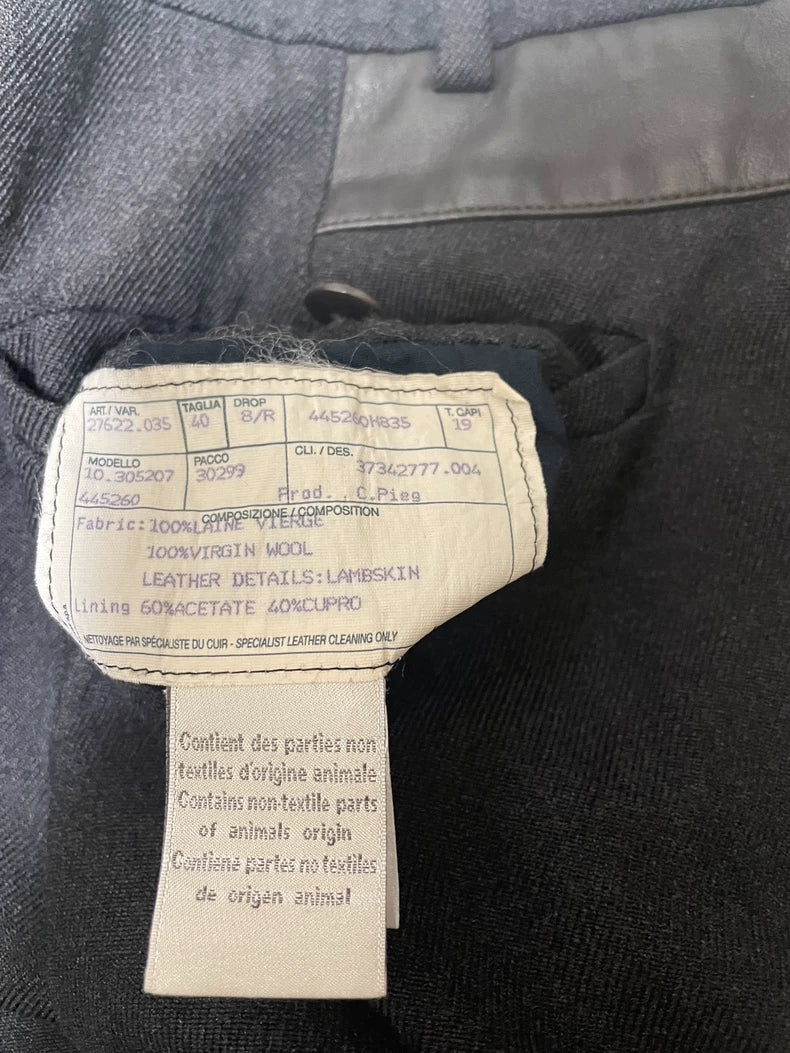 ART./ VAR. TAGLIA DROP T. CAPI
27622.035 40 8/R 445260H835 19
MODELLO PACCO CLI. / DES.
10.305207 30299 37342777.004
445260 Prod. . C.Pieg
COMPOSIZIONE / COMPOSITION
Fabric:100%LAINE VIERGE
100%VIRGIN WOOL
LEATHER DETAILS:LAMBSKIN
Lining 60%ACETATE 40%CUPRO
NETTOYAGE PAR SPÉCIALISTE DU CUIR - SPECIALIST LEATHER CLEANING ONLY
Contient des parties non
textiles d'origine animale
Contains non-textile parts
of animals origin
Contiene partes no textiles
de origen animal